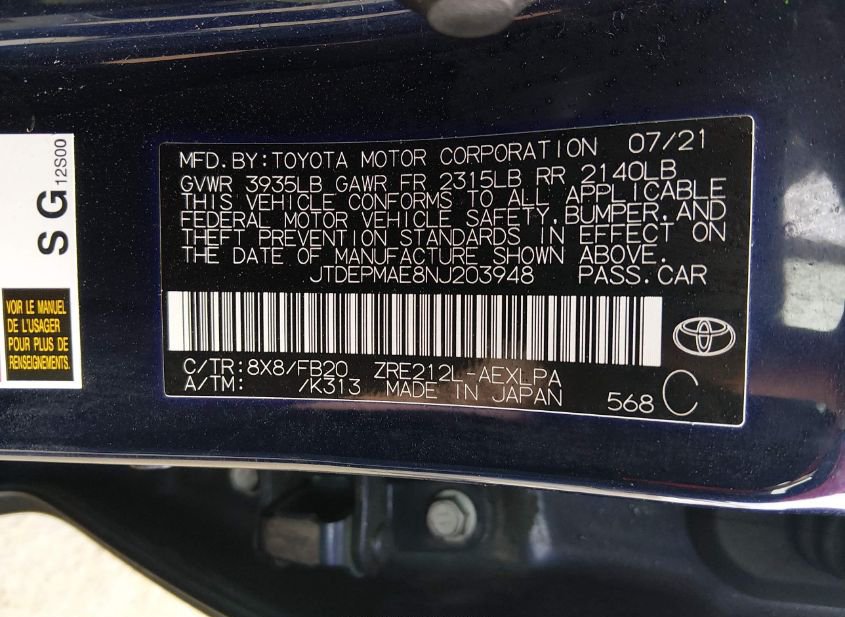 MFD.BY:TOYOTA MOTOR CORPORATION 07/21
GVWR 3935LB GAWR FR 2315LB RR 2140LB
THIS VEHICLE CONFORMS TO ALL APPLICABLE
FEDERAL MOTOR VEHICLE SAFETY,BUMPER,AND
THEFT PREVENTION STANDARDS IN EFFECT ON
THE DATE OF MANUFACTURE SHOWN ABOVE.
JTDEPMAE8NJ203948 PASS.CAR
C/TR:8X8/FB20 ZRE212L-AEXLPA
A/TM: /K313 MADE IN JAPAN 568 C
SG
12S00
VOIR LE MANUEL
DE L'USAGER
POUR PLUS DE
RENSEIGNEMENTS.